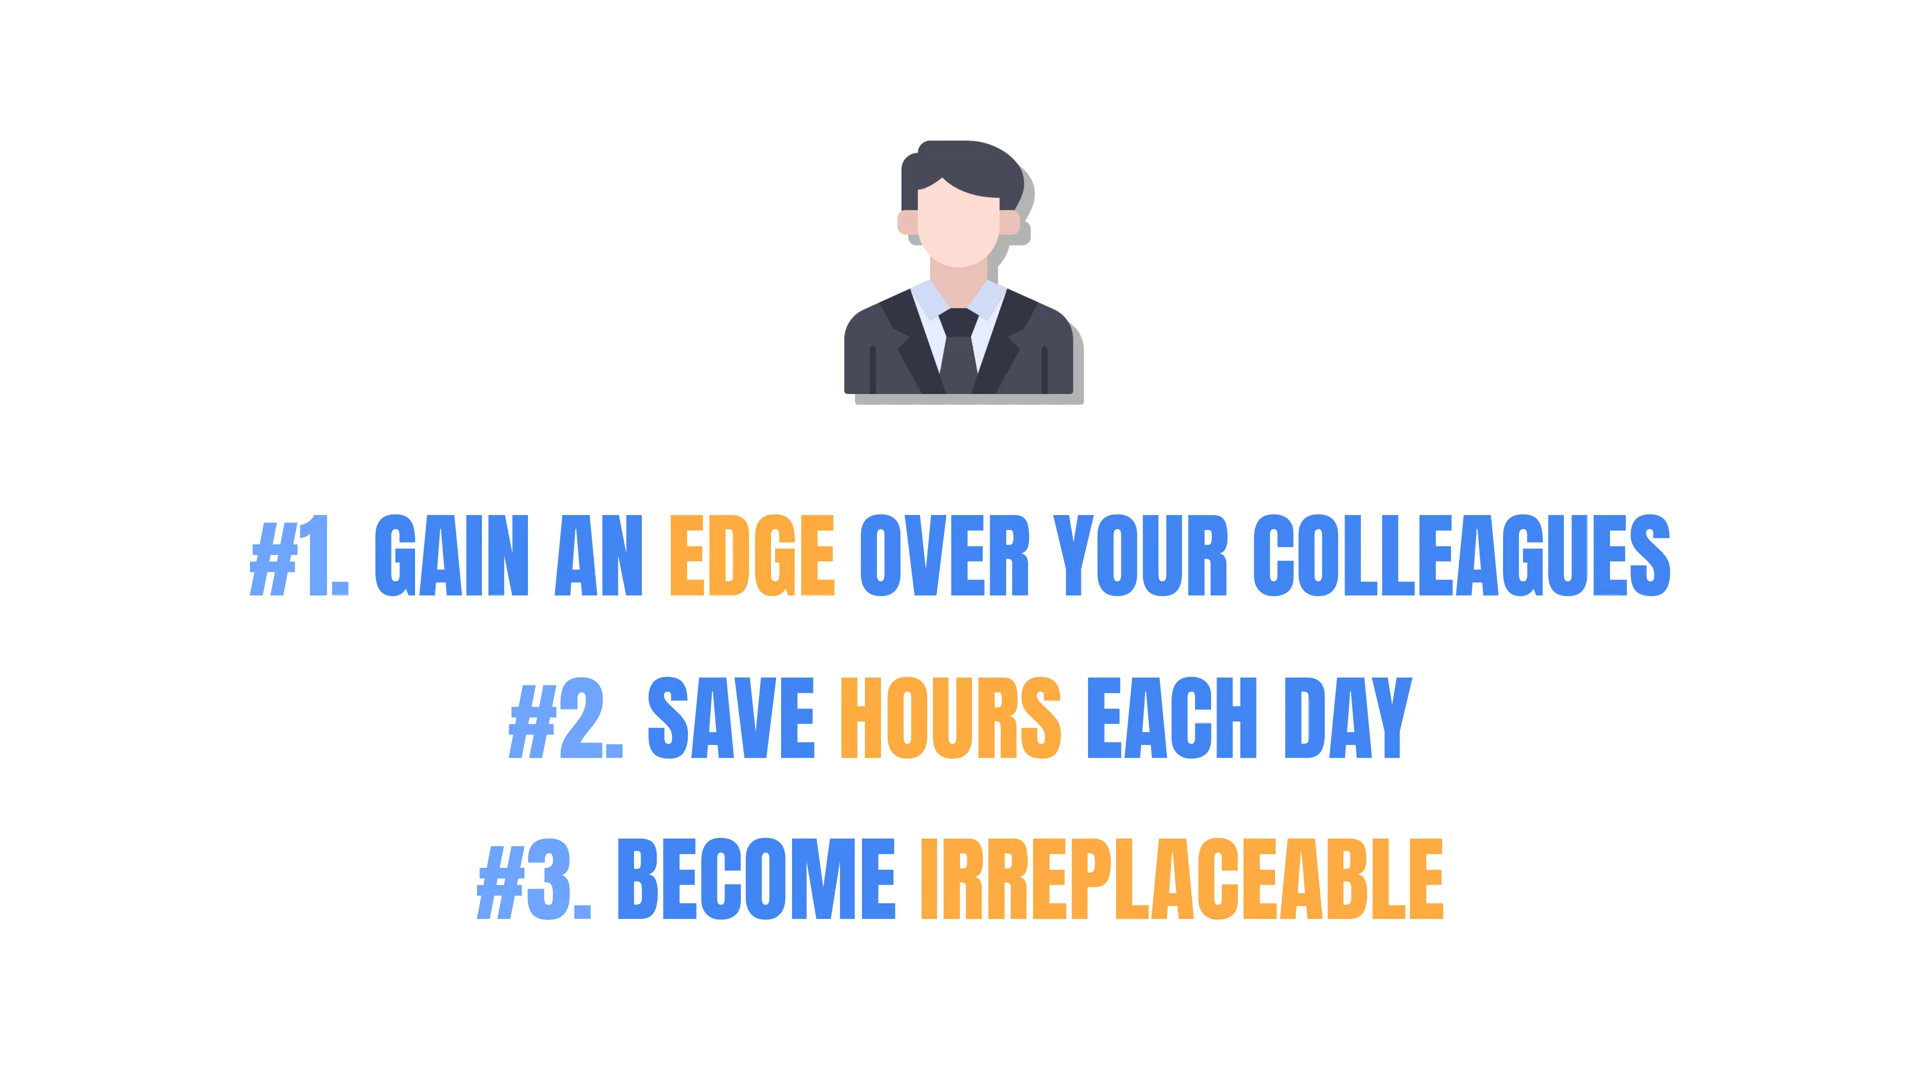 #1. GAIN AN EDGE OVER YOUR COLLEAGUES
#2. SAVE HOURS EACH DAY
#3. BECOME IRREPLACEABLE